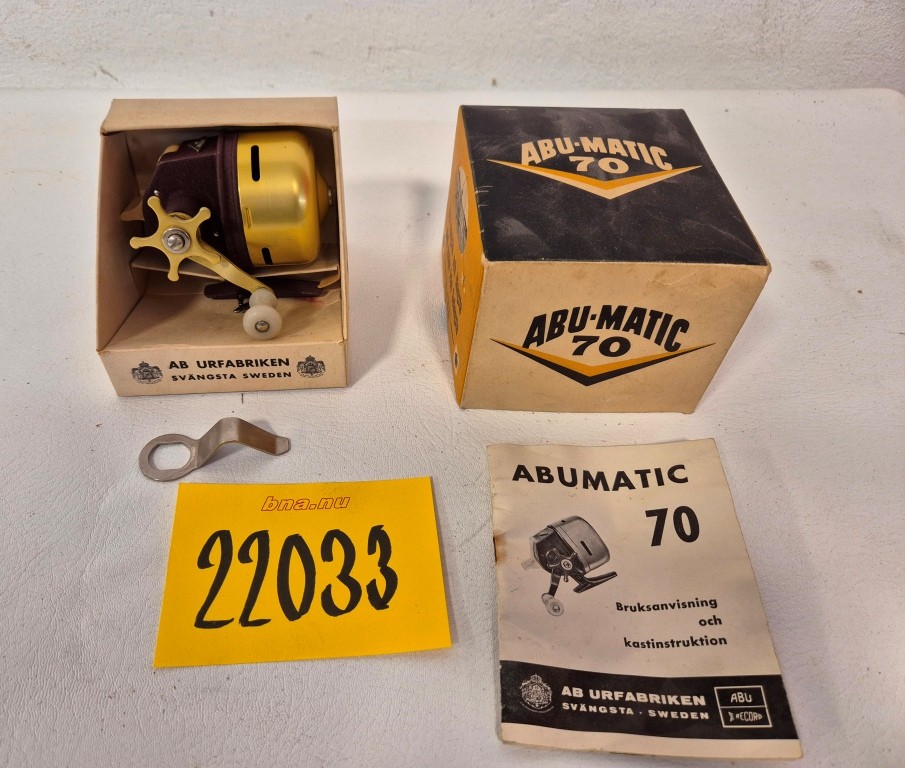 AB URFABRIKEN
SVÄNGSTA SWEDEN
ABU-MATIC
70
ABU-MATIC
70
bna.nu
22033
ABUMATIC
70
Bruksanvisning
och
kastinstruktion
AB URFABRIKEN
SVÄNGSTA · SWEDEN
ABU
RECORD